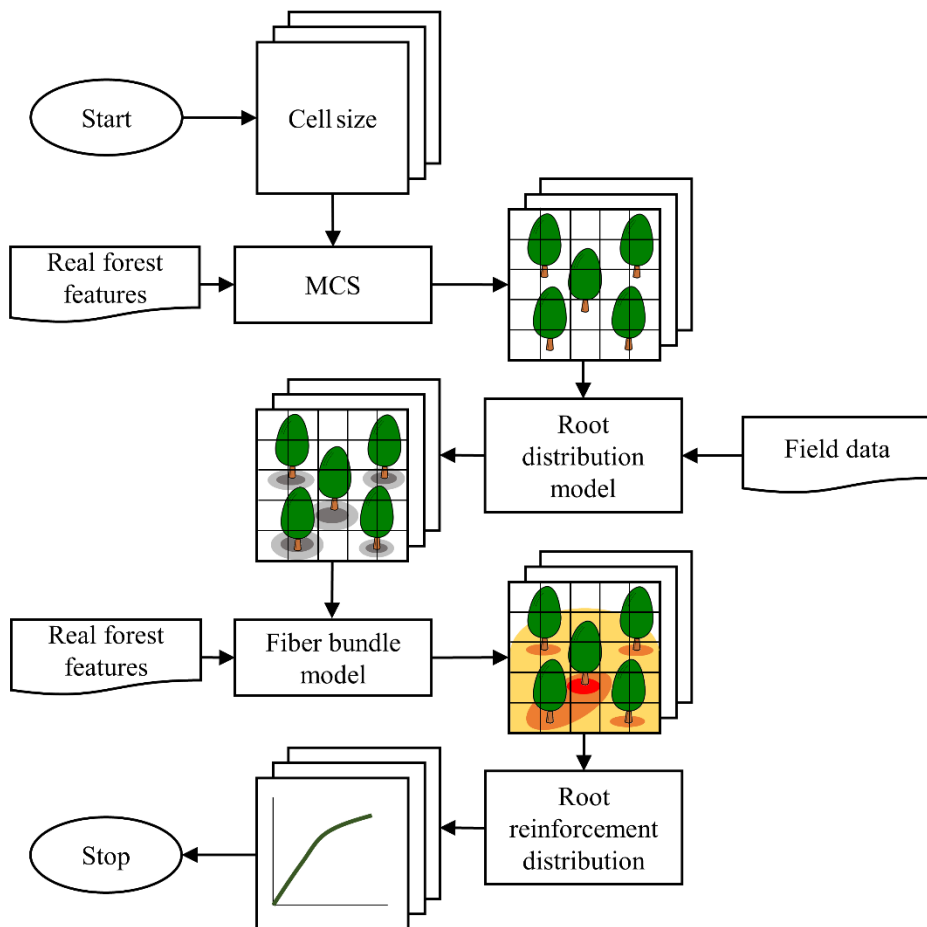 Start
Cell size
Real forest
features
MCS
Root
distribution
model
Field data
Real forest
features
Fiber bundle
model
Root
reinforcement
distribution
Stop